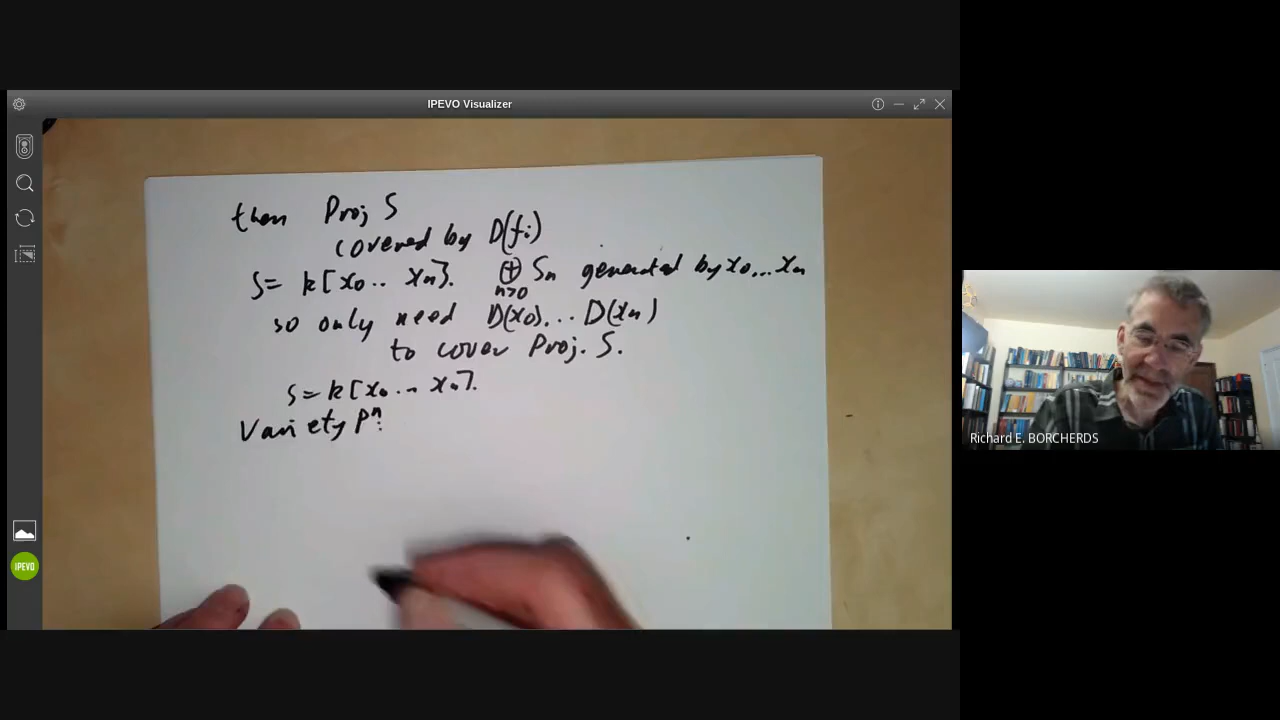 IPEVO Visualizer
then Proj S
covered by D(fi)
S = k[x0 .. xn]. ⊕ Sn generated by x0 ... xn
n>0
so only need D(x0). .. D(xn)
to cover Proj. S.
S = k[x0 .. xn].
Variety Pn:
IPEVO
Richard E. BORCHERDS